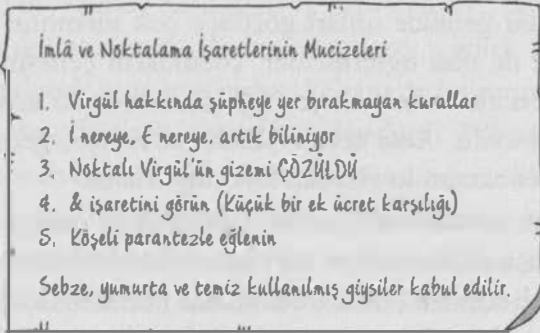 İmlâ ve Noktalama İşaretlerinin Mucizeleri
1. Virgül hakkında şüpheye yer bırakmayan kurallar
2. İ nereye, E nereye, artık biliniyor
3. Noktalı Virgül'ün gizemi ÇÖZÜLDÜ
4. & işaretini görün (Küçük bir ek ücret karşılığı)
5. Köşeli parantezle eğlenin
Sebze, yumurta ve temiz kullanılmış giysiler kabul edilir.